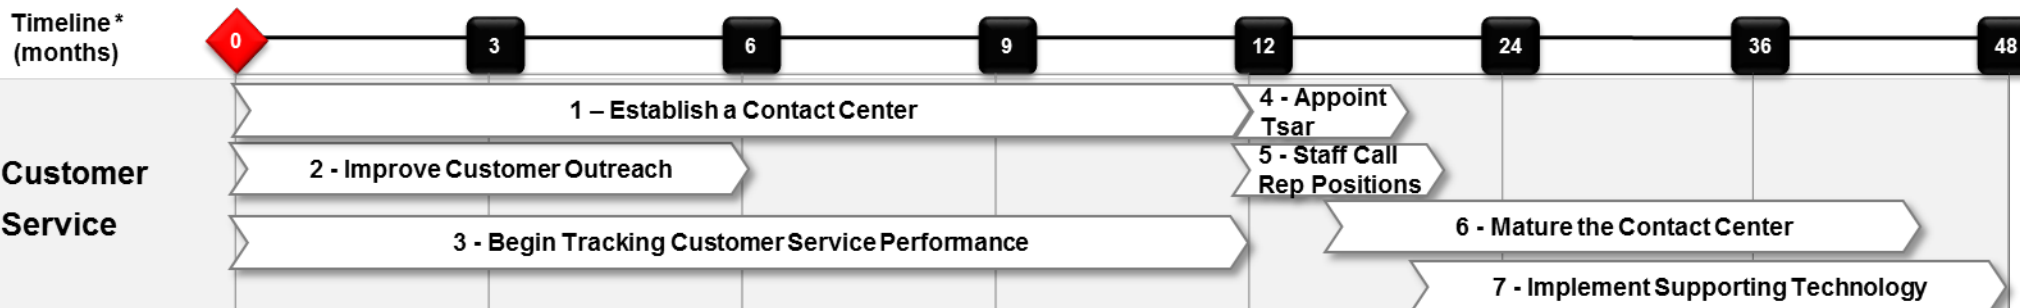 Timeline *
(months)
0
3
6
9
12
24
36
48
Customer
Service
1 – Establish a Contact Center
4 - Appoint
Tsar
2 - Improve Customer Outreach
5 - Staff Call
Rep Positions
3 - Begin Tracking Customer Service Performance
6 - Mature the Contact Center
7 - Implement Supporting Technology